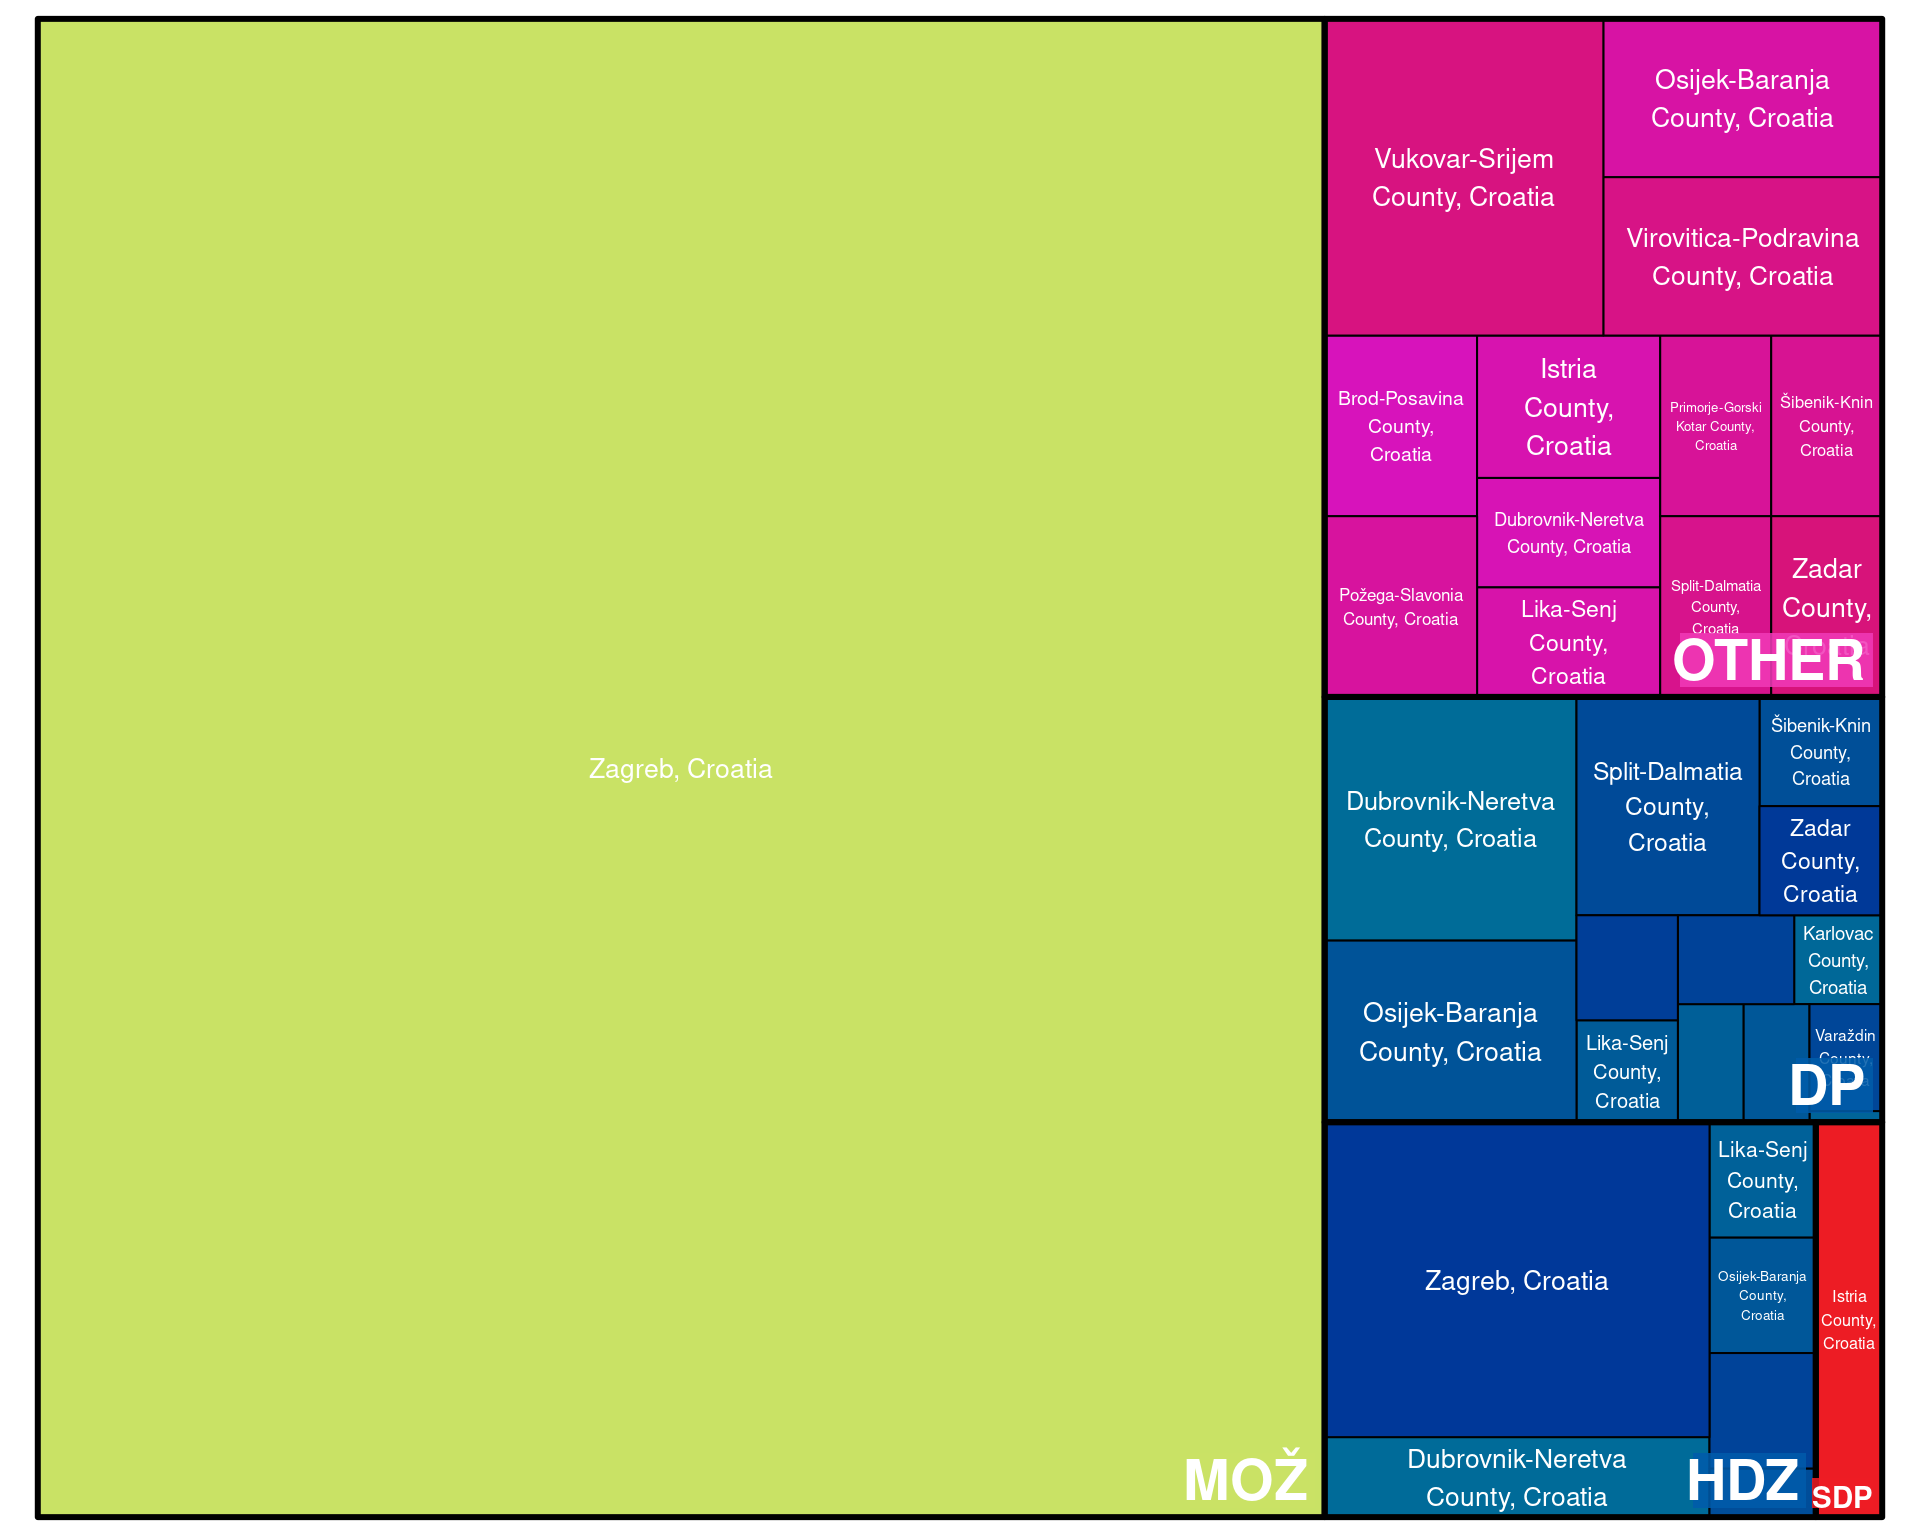 Zagreb, Croatia
MOŽ
Vukovar-Srijem
County, Croatia
Osijek-Baranja
County, Croatia
Virovitica-Podravina
County, Croatia
Brod-Posavina
County,
Croatia
Istria
County,
Croatia
Primorje-Gorski
Kotar County,
Croatia
Šibenik-Knin
County,
Croatia
Dubrovnik-Neretva
County, Croatia
Požega-Slavonia
County, Croatia
Lika-Senj
County,
Croatia
Split-Dalmatia
County,
Croatia
Zadar
County,
Croatia
OTHER
Dubrovnik-Neretva
County, Croatia
Split-Dalmatia
County,
Croatia
Šibenik-Knin
County,
Croatia
Zadar
County,
Croatia
Osijek-Baranja
County, Croatia
Lika-Senj
County,
Croatia
Karlovac
County,
Croatia
Varaždin
County,
DP
Zagreb, Croatia
Lika-Senj
County,
Croatia
Osijek-Baranja
County,
Croatia
Dubrovnik-Neretva
County, Croatia
HDZ
Istria
County,
Croatia
SDP